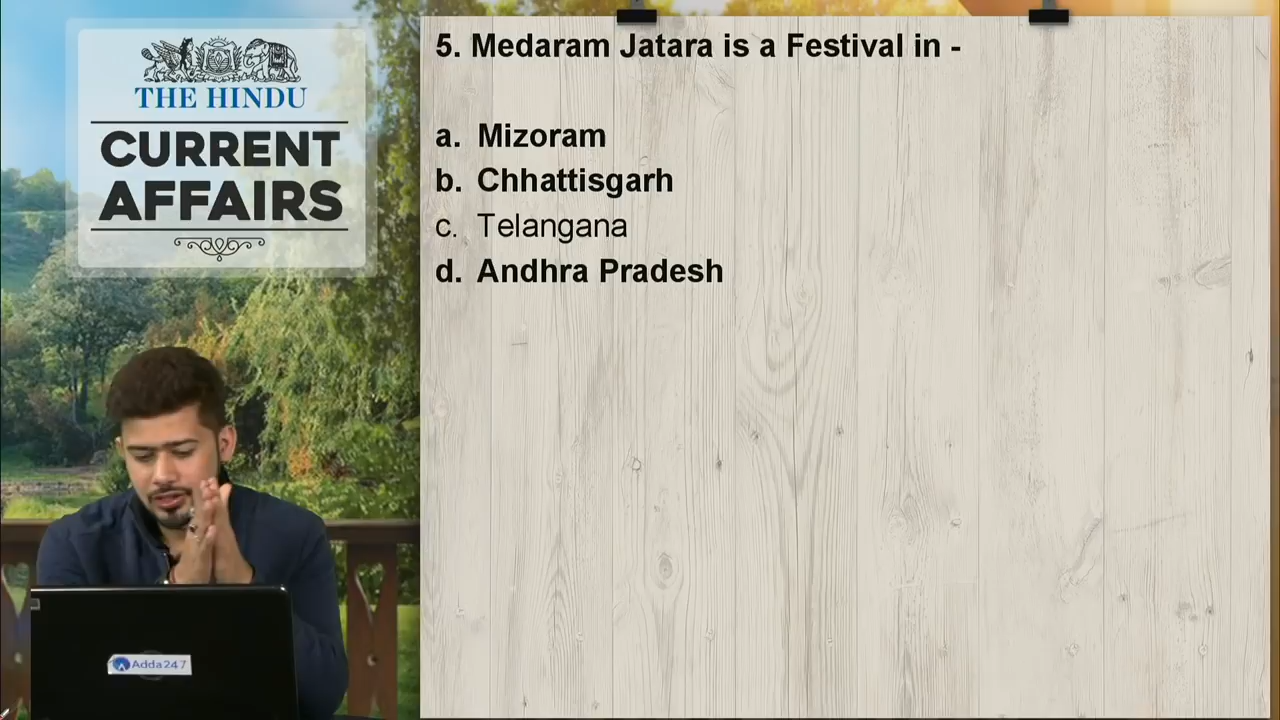 THE HINDU
CURRENT
AFFAIRS
5. Medaram Jatara is a Festival in -
a. Mizoram
b. Chhattisgarh
c. Telangana
d. Andhra Pradesh
Adda247